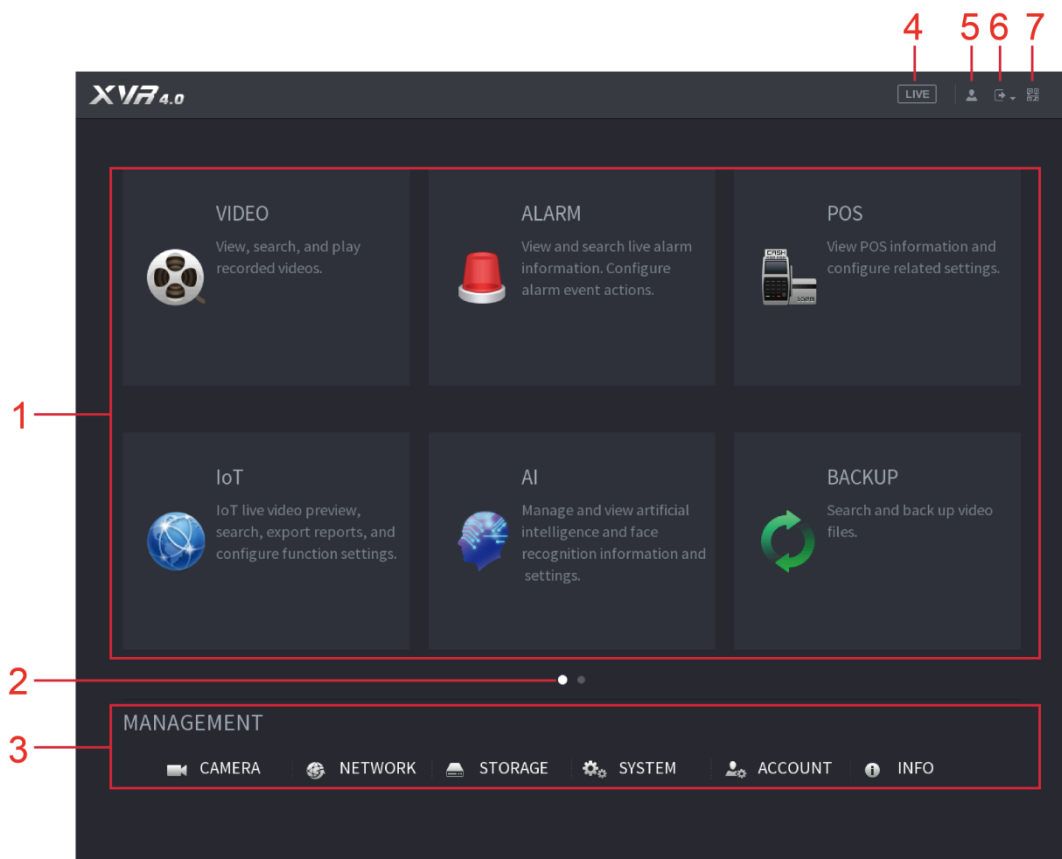 4 5 6 7
XVR 4.0
LIVE
VIDEO
View, search, and play
recorded videos.
ALARM
View and search live alarm
information. Configure
alarm event actions.
POS
View POS information and
configure related settings.
1
IoT
IoT live video preview,
search, export reports, and
configure function settings.
AI
Manage and view artificial
intelligence and face
recognition information and
settings.
BACKUP
Search and back up video
files.
2
MANAGEMENT
3
CAMERA NETWORK STORAGE SYSTEM ACCOUNT INFO